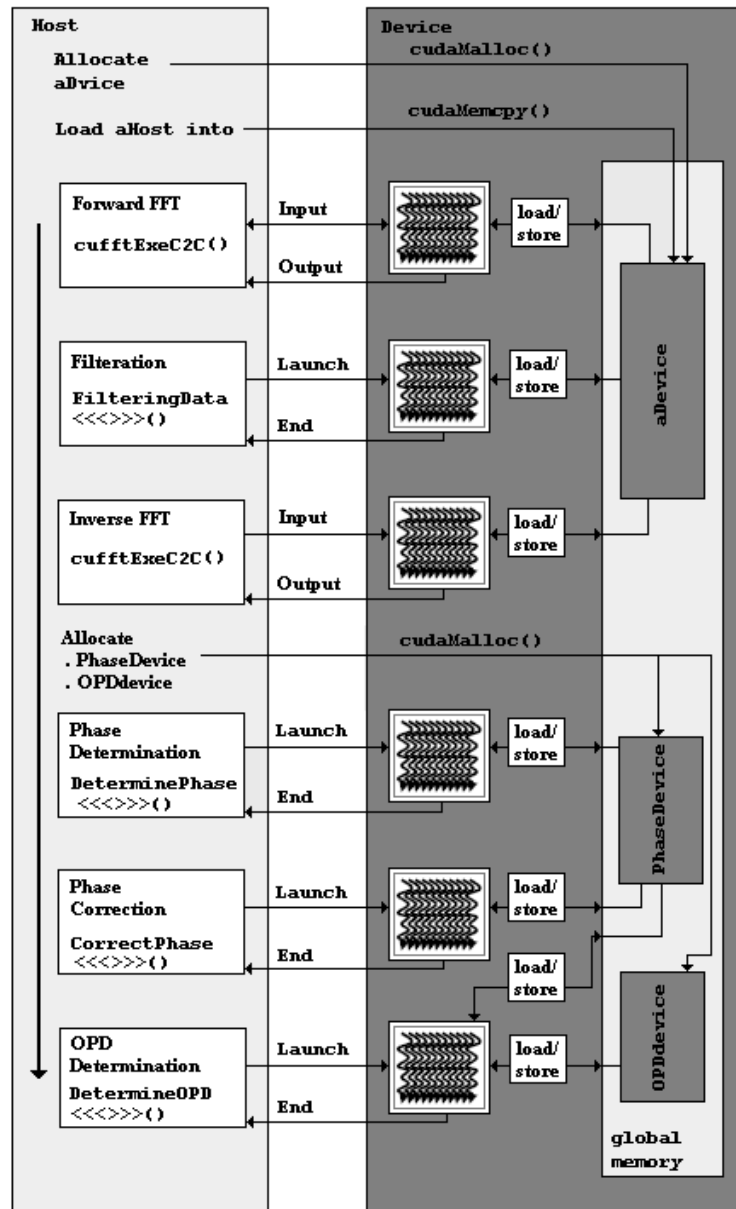 Host
Device
Allocate
aDvice
cudaMalloc()
Load aHost into
cudaMemcpy()
Forward FFT
cufftExeC2C()
Input
Output
load/
store
Filteration
FilteringData
<<<>>>()
Launch
End
load/
store
aDevice
Inverse FFT
cufftExeC2C()
Input
Output
load/
store
Allocate
. PhaseDevice
. OPDdevice
cudaMalloc()
Phase
Determination
DeterminePhase
<<<>>>()
Launch
End
load/
store
PhaseDevice
Phase
Correction
CorrectPhase
<<<>>>()
Launch
End
load/
store
load/
store
OPD
Determination
DetermineOPD
<<<>>>()
Launch
End
load/
store
OPDdevice
global
memory